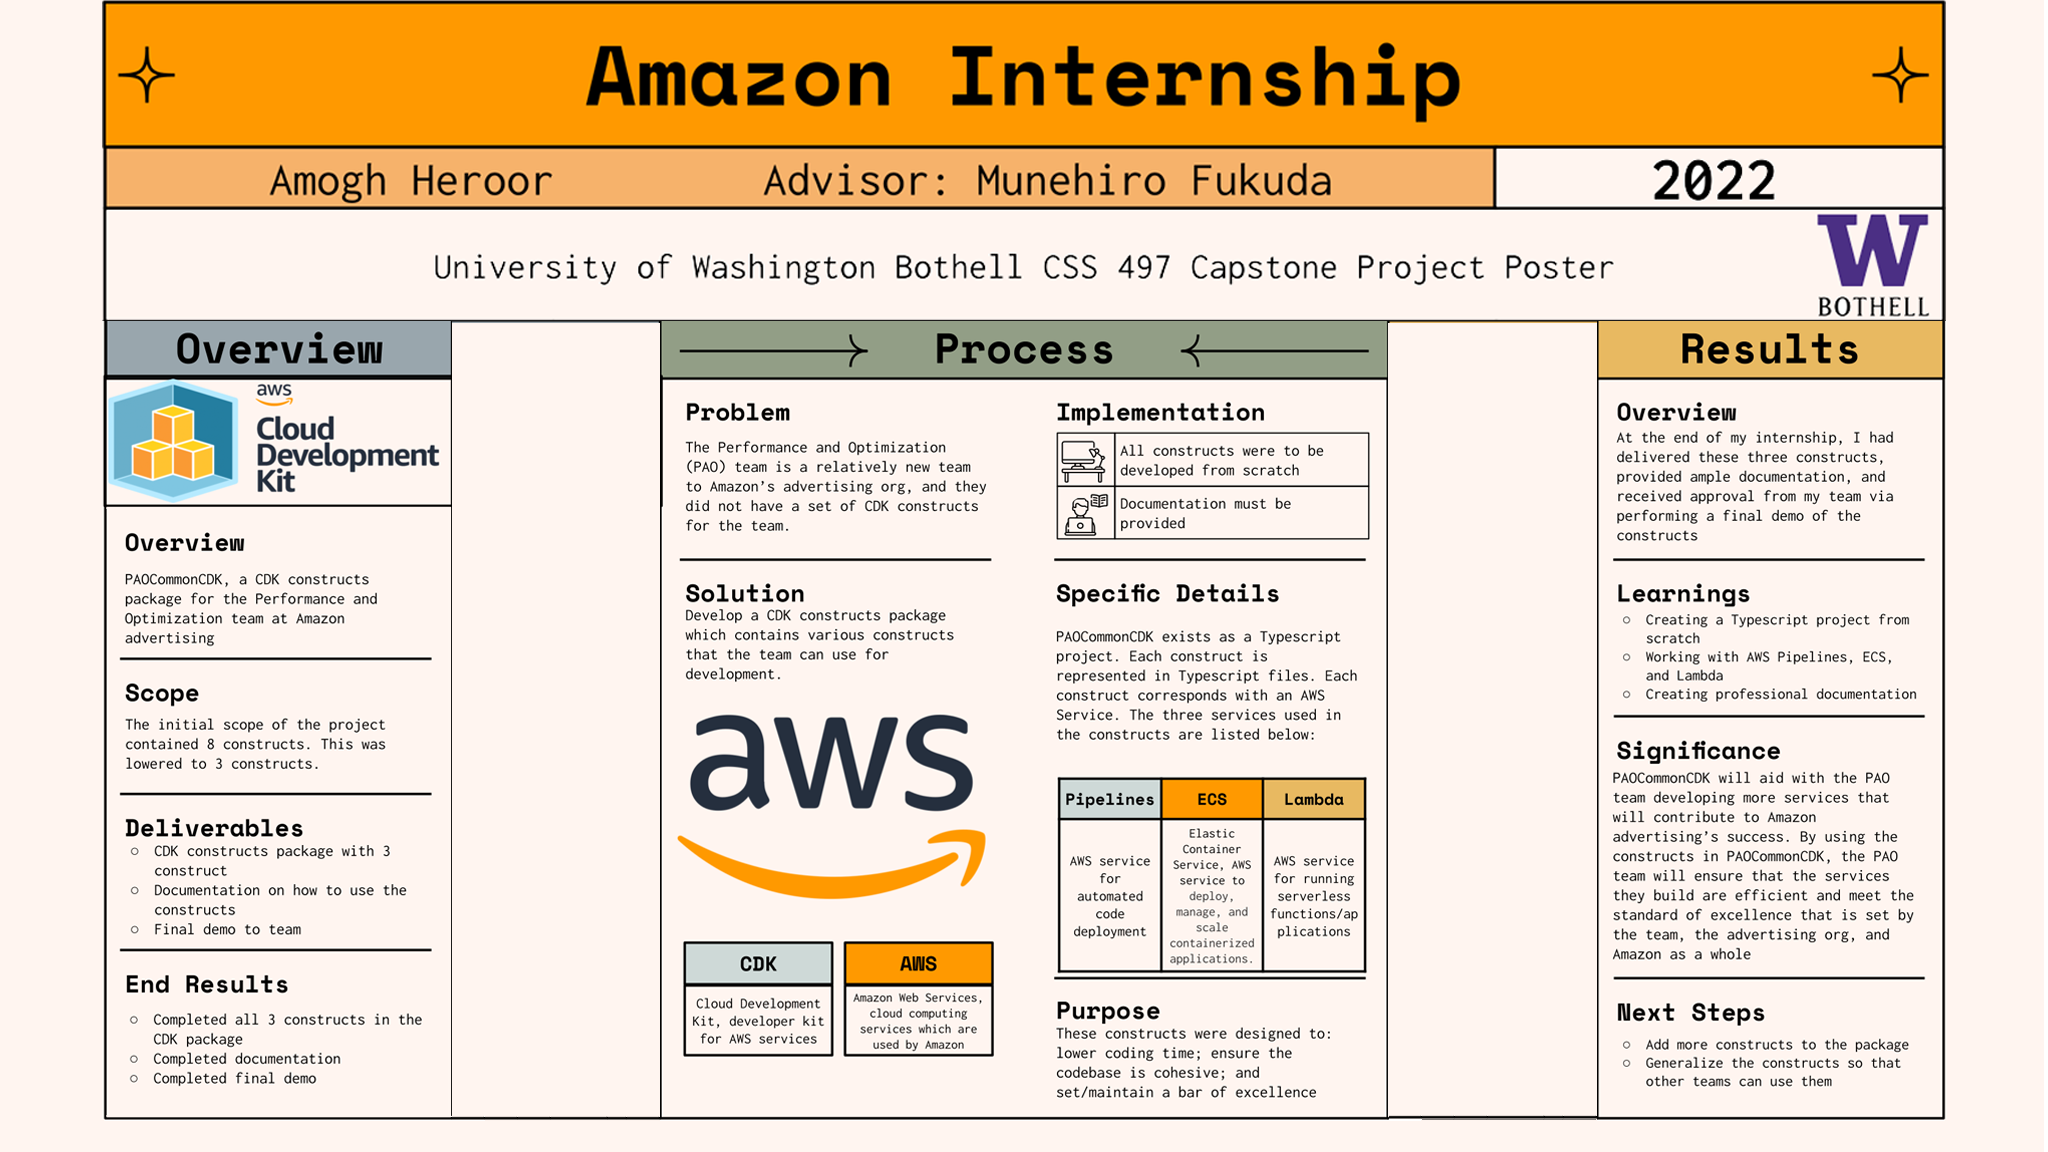 Amazon Internship
Amogh Heroor
Advisor: Munehiro Fukuda
2022
University of Washington Bothell CSS 497 Capstone Project Poster
W
BOTHELL
Overview
aws
Cloud
Development
Kit
Overview
PAOCommonCDK, a CDK constructs
package for the Performance and
Optimization team at Amazon
advertising
Scope
The initial scope of the project
contained 8 constructs. This was
lowered to 3 constructs.
Deliverables
○ CDK constructs package with 3
construct
○ Documentation on how to use the
constructs
○ Final demo to team
End Results
○ Completed all 3 constructs in the
CDK package
○ Completed documentation
○ Completed final demo
Process
Problem
The Performance and Optimization
(PAO) team is a relatively new team
to Amazon's advertising org, and they
did not have a set of CDK constructs
for the team.
Solution
Develop a CDK constructs package
which contains various constructs
that the team can use for
development.
aws
CDK
Cloud Development
Kit, developer kit
for AWS services
AWS
Amazon Web Services,
cloud computing
services which are
used by Amazon
Implementation
All constructs were to be
developed from scratch
Documentation must be
provided
Specific Details
PAOCommonCDK exists as a Typescript
project. Each construct is
represented in Typescript files. Each
construct corresponds with an AWS
Service. The three services used in
the constructs are listed below:
Pipelines
AWS service
for
automated
code
deployment
ECS
Elastic
Container
Service, AWS
service to
deploy,
manage, and
scale
containerized
applications.
Lambda
AWS service
for running
serverless
functions/ap
plications
Purpose
These constructs were designed to:
lower coding time; ensure the
codebase is cohesive; and
set/maintain a bar of excellence
Results
Overview
At the end of my internship, I had
delivered these three constructs,
provided ample documentation, and
received approval from my team via
performing a final demo of the
constructs
Learnings
○ Creating a Typescript project from
scratch
○ Working with AWS Pipelines, ECS,
and Lambda
○ Creating professional documentation
Significance
PAOCommonCDK will aid with the PAO
team developing more services that
will contribute to Amazon
advertising's success. By using the
constructs in PAOCommonCDK, the PAO
team will ensure that the services
they build are efficient and meet the
standard of excellence that is set by
the team, the advertising org, and
Amazon as a whole
Next Steps
○ Add more constructs to the package
○ Generalize the constructs so that
other teams can use them